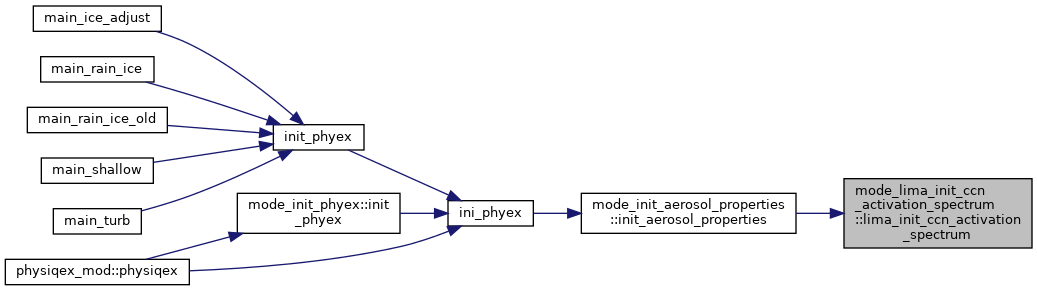 main_ice_adjust
main_rain_ice
main_rain_ice_old
main_shallow
main_turb
physiqex_mod::physiqex
init_phyex
mode_init_phyex::init
_phyex
ini_phyex
mode_init_aerosol_properties
::init_aerosol_properties
mode_lima_init_ccn
_activation_spectrum
::lima_init_ccn_activation
_spectrum